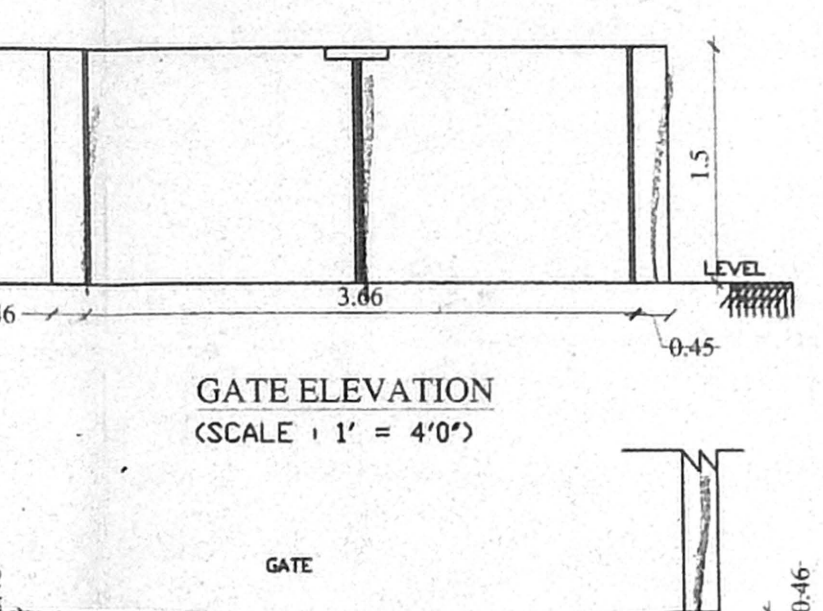 1.5
LEVEL
3.66
0.45
GATE ELEVATION
(SCALE : 1' = 4'0")
GATE
0.46